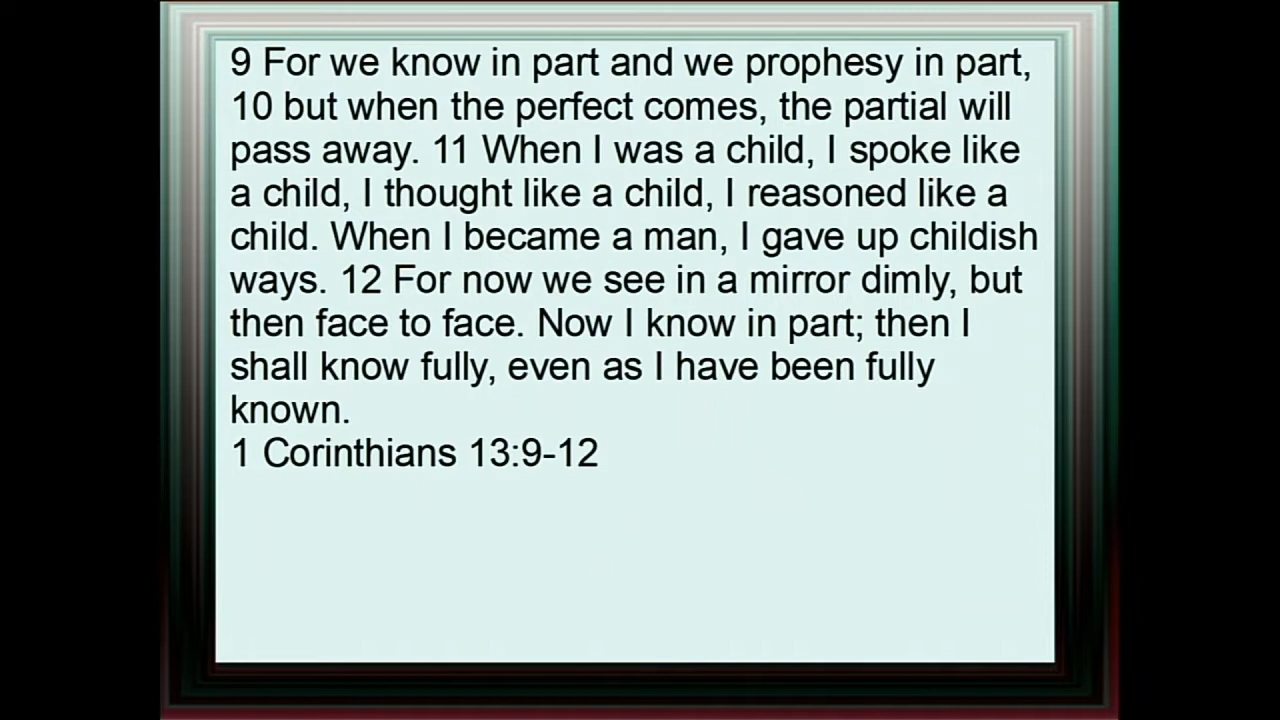 9 For we know in part and we prophesy in part,
10 but when the perfect comes, the partial will
pass away. 11 When I was a child, I spoke like
a child, I thought like a child, I reasoned like a
child. When I became a man, I gave up childish
ways. 12 For now we see in a mirror dimly, but
then face to face. Now I know in part; then I
shall know fully, even as I have been fully
known.
1 Corinthians 13:9-12